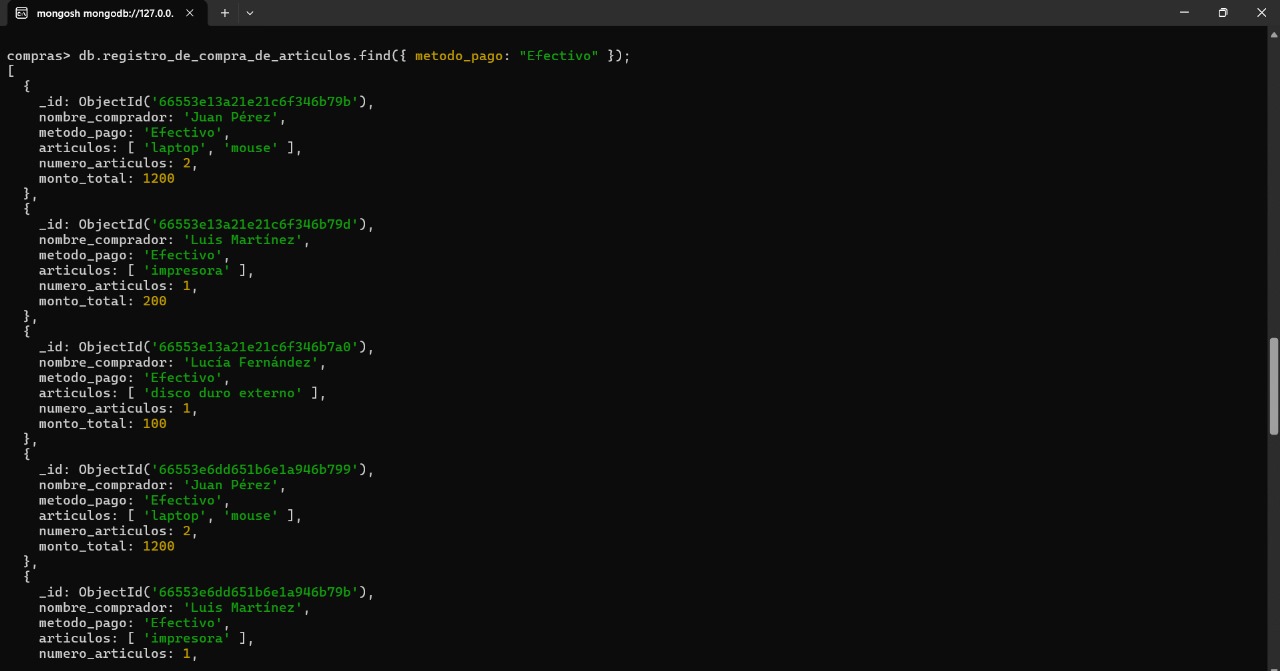 mongosh mongodb://127.0.0.
compras> db.registro_de_compra_de_articulos.find({ metodo_pago: "Efectivo" });
[
  {
    _id: ObjectId('66553e13a21e21c6f346b79b'),
    nombre_comprador: 'Juan Pérez',
    metodo_pago: 'Efectivo',
    articulos: [ 'laptop', 'mouse' ],
    numero_articulos: 2,
    monto_total: 1200
  },
  {
    _id: ObjectId('66553e13a21e21c6f346b79d'),
    nombre_comprador: 'Luis Martínez',
    metodo_pago: 'Efectivo',
    articulos: [ 'impresora' ],
    numero_articulos: 1,
    monto_total: 200
  },
  {
    _id: ObjectId('66553e13a21e21c6f346b7a0'),
    nombre_comprador: 'Lucía Fernández',
    metodo_pago: 'Efectivo',
    articulos: [ 'disco duro externo' ],
    numero_articulos: 1,
    monto_total: 100
  },
  {
    _id: ObjectId('66553e6dd651b6e1a946b799'),
    nombre_comprador: 'Juan Pérez',
    metodo_pago: 'Efectivo',
    articulos: [ 'laptop', 'mouse' ],
    numero_articulos: 2,
    monto_total: 1200
  },
  {
    _id: ObjectId('66553e6dd651b6e1a946b79b'),
    nombre_comprador: 'Luis Martínez',
    metodo_pago: 'Efectivo',
    articulos: [ 'impresora' ],
    numero_articulos: 1,